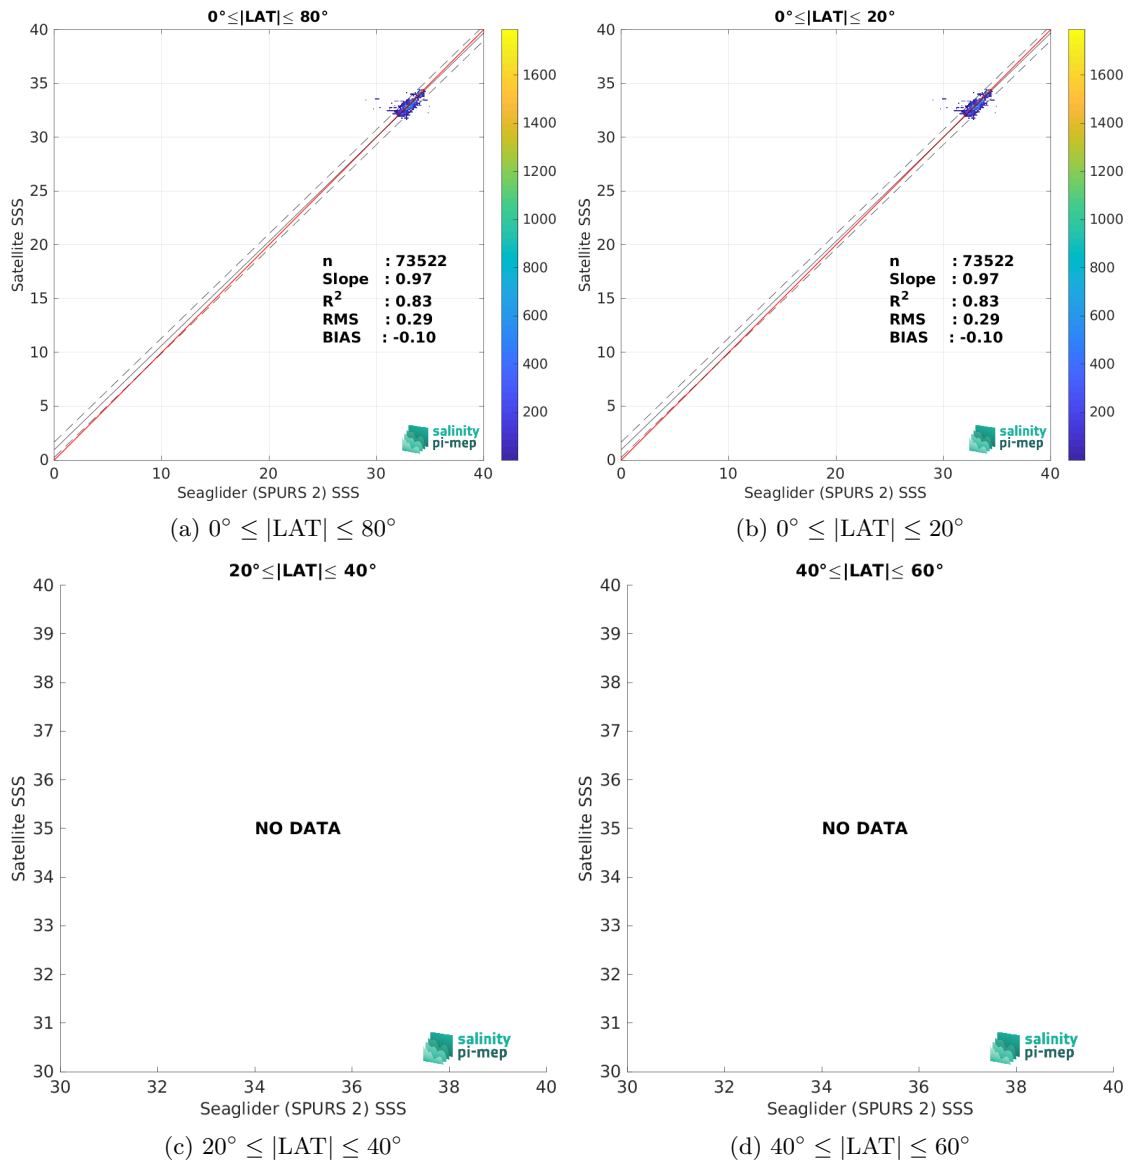 0°≤|LAT|≤ 80°
40
35
30
25
20
15
10
5
0
0
10
20
30
40
Satellite SSS
Seaglider (SPURS 2) SSS
n : 73522
Slope : 0.97
R² : 0.83
RMS : 0.29
BIAS : -0.10
salinity
pi-mep
1600
1400
1200
1000
800
600
400
200
(a) 0° ≤ |LAT| ≤ 80°
0°≤|LAT|≤ 20°
40
35
30
25
20
15
10
5
0
0
10
20
30
40
Satellite SSS
Seaglider (SPURS 2) SSS
n : 73522
Slope : 0.97
R² : 0.83
RMS : 0.29
BIAS : -0.10
salinity
pi-mep
1600
1400
1200
1000
800
600
400
200
(b) 0° ≤ |LAT| ≤ 20°
20°≤|LAT|≤ 40°
40
39
38
37
36
35
34
33
32
31
30
30
32
34
36
38
40
Satellite SSS
NO DATA
salinity
pi-mep
Seaglider (SPURS 2) SSS
(c) 20° ≤ |LAT| ≤ 40°
40°≤|LAT|≤ 60°
40
39
38
37
36
35
34
33
32
31
30
30
32
34
36
38
40
Satellite SSS
NO DATA
salinity
pi-mep
Seaglider (SPURS 2) SSS
(d) 40° ≤ |LAT| ≤ 60°